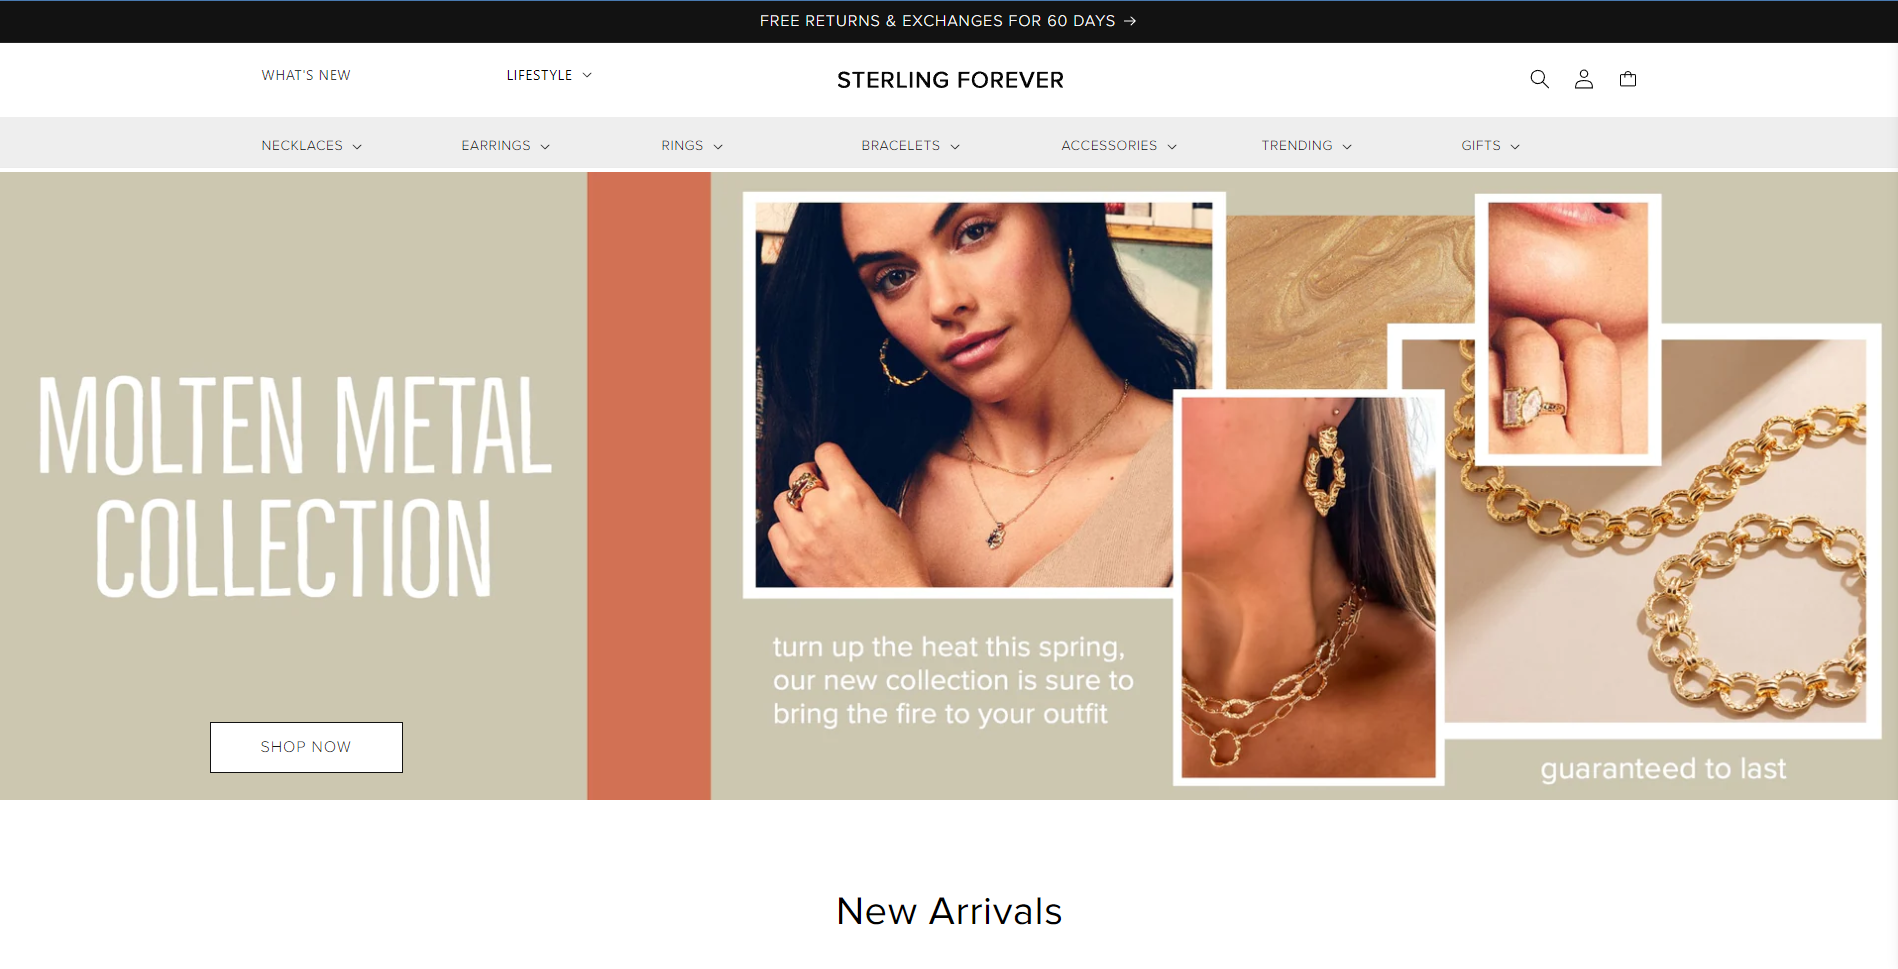 FREE RETURNS & EXCHANGES FOR 60 DAYS →
WHAT'S NEW
LIFESTYLE
STERLING FOREVER
NECKLACES
EARRINGS
RINGS
BRACELETS
ACCESSORIES
TRENDING
GIFTS
MOLTEN METAL
COLLECTION
SHOP NOW
turn up the heat this spring,
our new collection is sure to
bring the fire to your outfit
guaranteed to last
New Arrivals